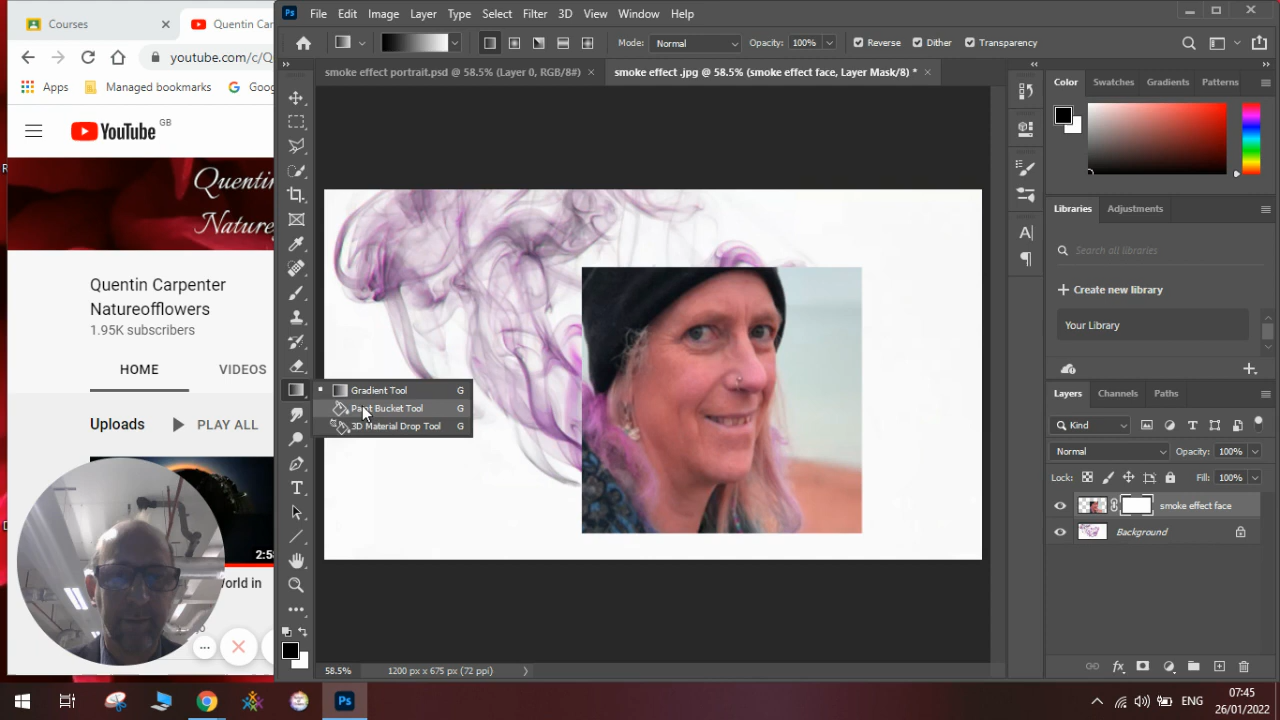 Courses
Quentin Car
youtube.com/c/Q
Apps
Managed bookmarks
Goog
YouTube GB
Quentin
Nature
Quentin Carpenter
Natureofflowers
1.95K subscribers
HOME
VIDEOS
Uploads
PLAY ALL
2:5
World in
Ps
File Edit Image Layer Type Select Filter 3D View Window Help
Mode: Normal Opacity: 100% Reverse Dither Transparency
smoke effect portrait.psd @ 58.5% (Layer 0, RGB/8#) ×
smoke effect .jpg @ 58.5% (smoke effect face, Layer Mask/8) * ×
Gradient Tool G
Paint Bucket Tool G
3D Material Drop Tool G
58.5% 1200 px x 675 px (72 ppi)
Color Swatches Gradients Patterns
Libraries Adjustments
Search all libraries
+ Create new library
Your Library
Layers Channels Paths
Kind
Normal Opacity: 100%
Lock: Fill: 100%
smoke effect face
Background
Ps
ENG
07:45
26/01/2022